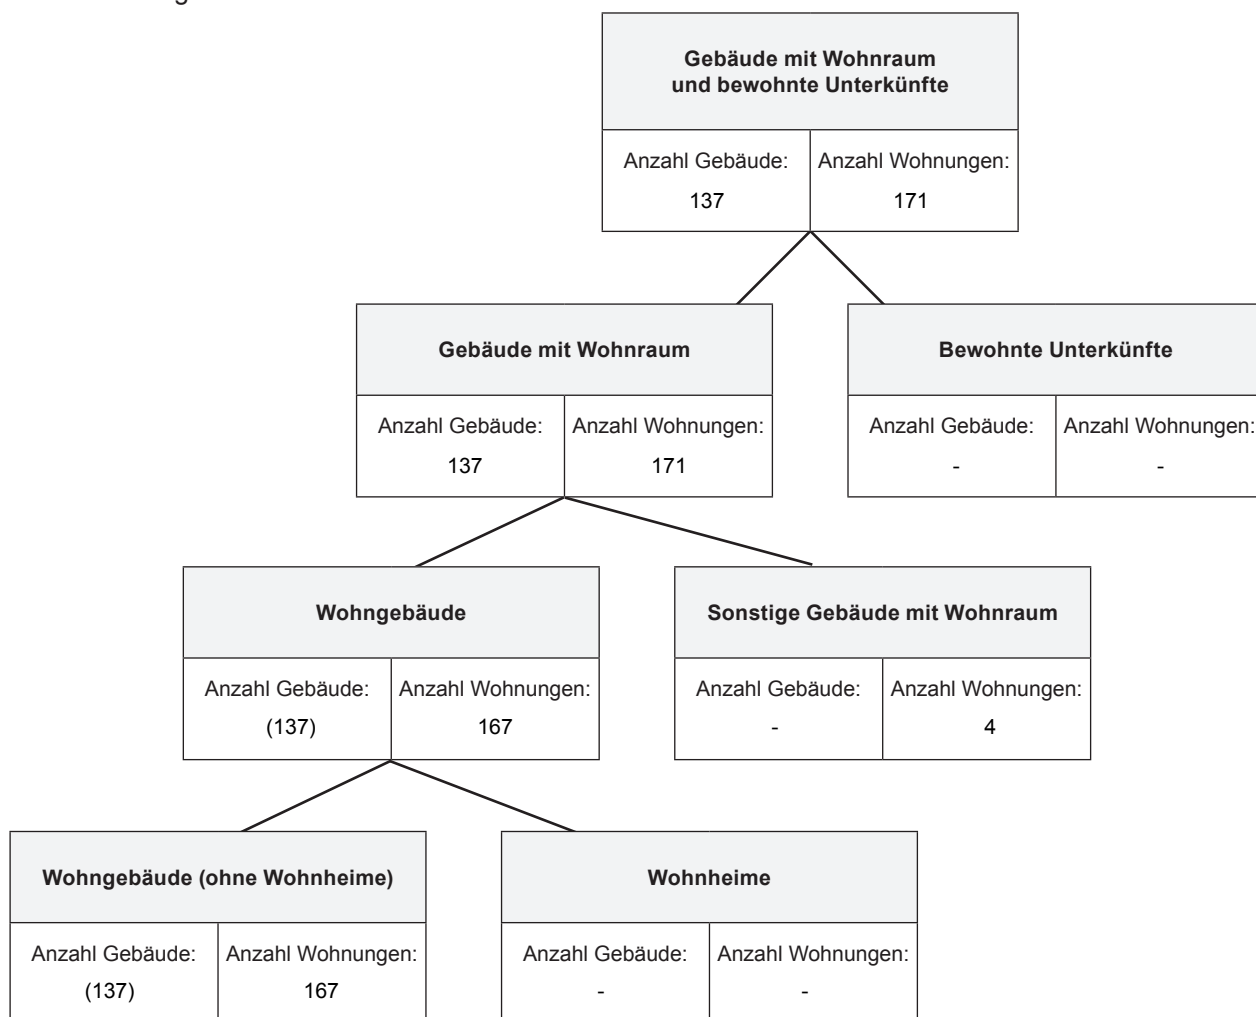 Gebäude mit Wohnraum
und bewohnte Unterkünfte
Anzahl Gebäude: Anzahl Wohnungen:
137 171
Gebäude mit Wohnraum
Bewohnte Unterkünfte
Anzahl Gebäude: Anzahl Wohnungen: Anzahl Gebäude: Anzahl Wohnungen:
137 171 - -
Wohngebäude
Sonstige Gebäude mit Wohnraum
Anzahl Gebäude: Anzahl Wohnungen: Anzahl Gebäude: Anzahl Wohnungen:
(137) 167 - 4
Wohngebäude (ohne Wohnheime)
Wohnheime
Anzahl Gebäude: Anzahl Wohnungen: Anzahl Gebäude: Anzahl Wohnungen:
(137) 167 - -